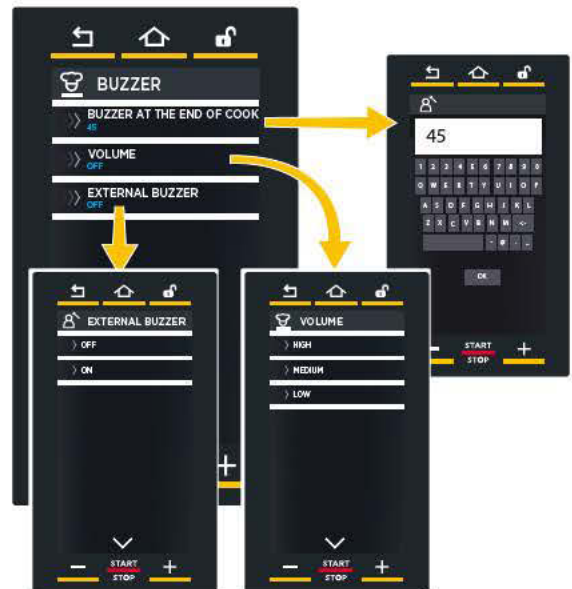 BUZZER
BUZZER AT THE END OF COOK
45
VOLUME
OFF
EXTERNAL BUZZER
OFF
45
1 2 3 4 5 6 7 8 9 0
Q W E R T Y U I O P
A S D F G H J K L
Z X C V B N M <-
- @ . _
OK
START
STOP
EXTERNAL BUZZER
OFF
ON
START
STOP
VOLUME
HIGH
MEDIUM
LOW
START
STOP